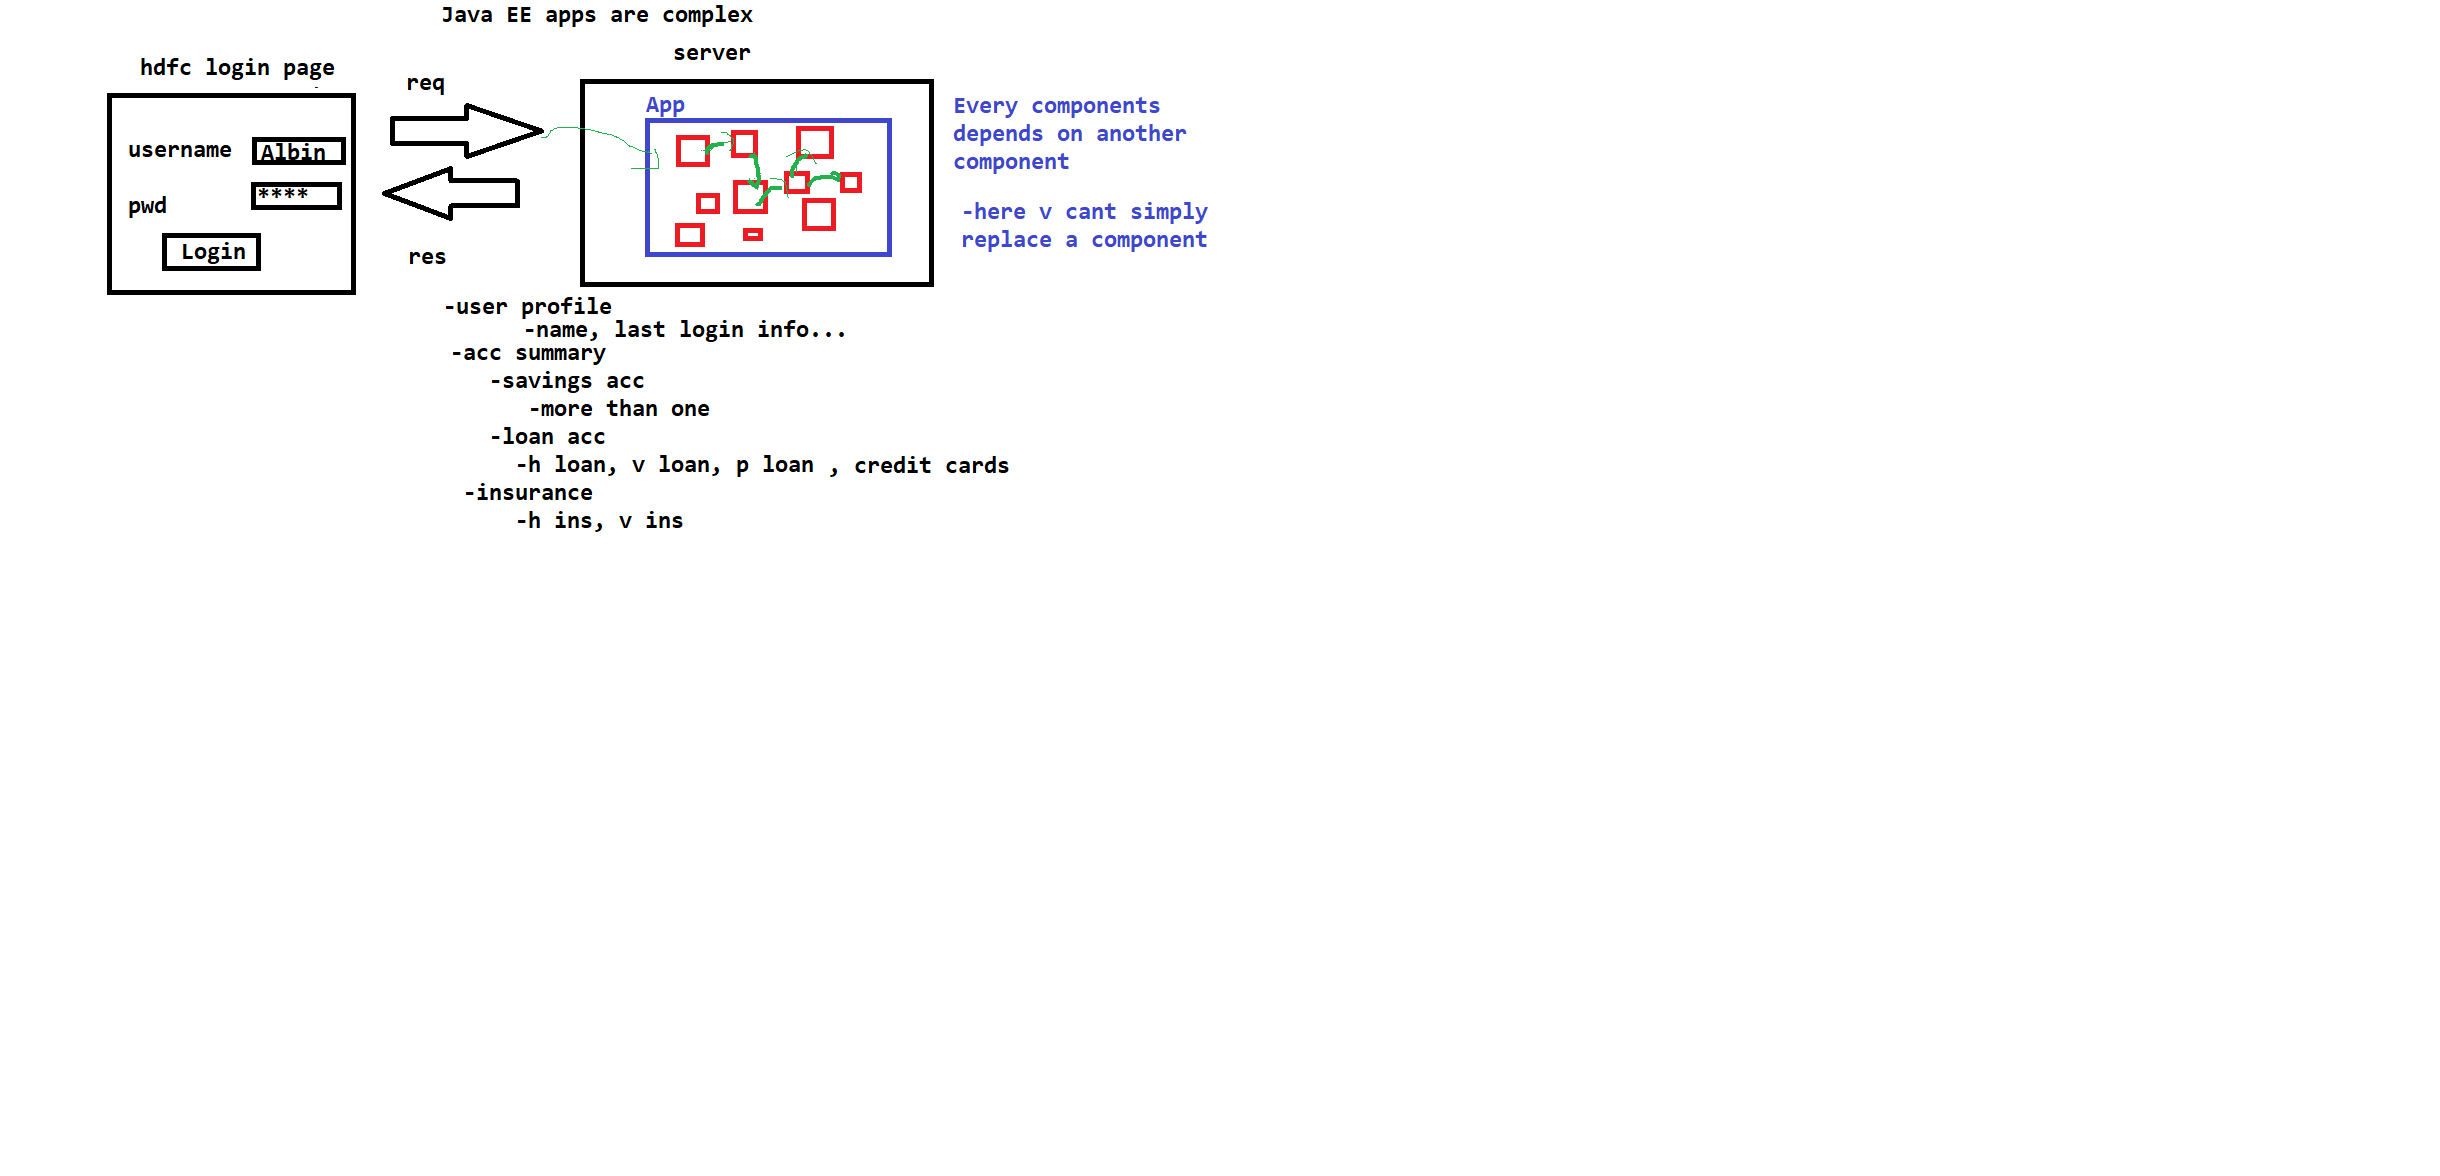 Java EE apps are complex
server
hdfc login page
req
App
username
Albin
pwd
****
Login
res
Every components
depends on another
component
-here v cant simply
replace a component
-user profile
-name, last login info...
-acc summary
-savings acc
-more than one
-loan acc
-h loan, v loan, p loan , credit cards
-insurance
-h ins, v ins